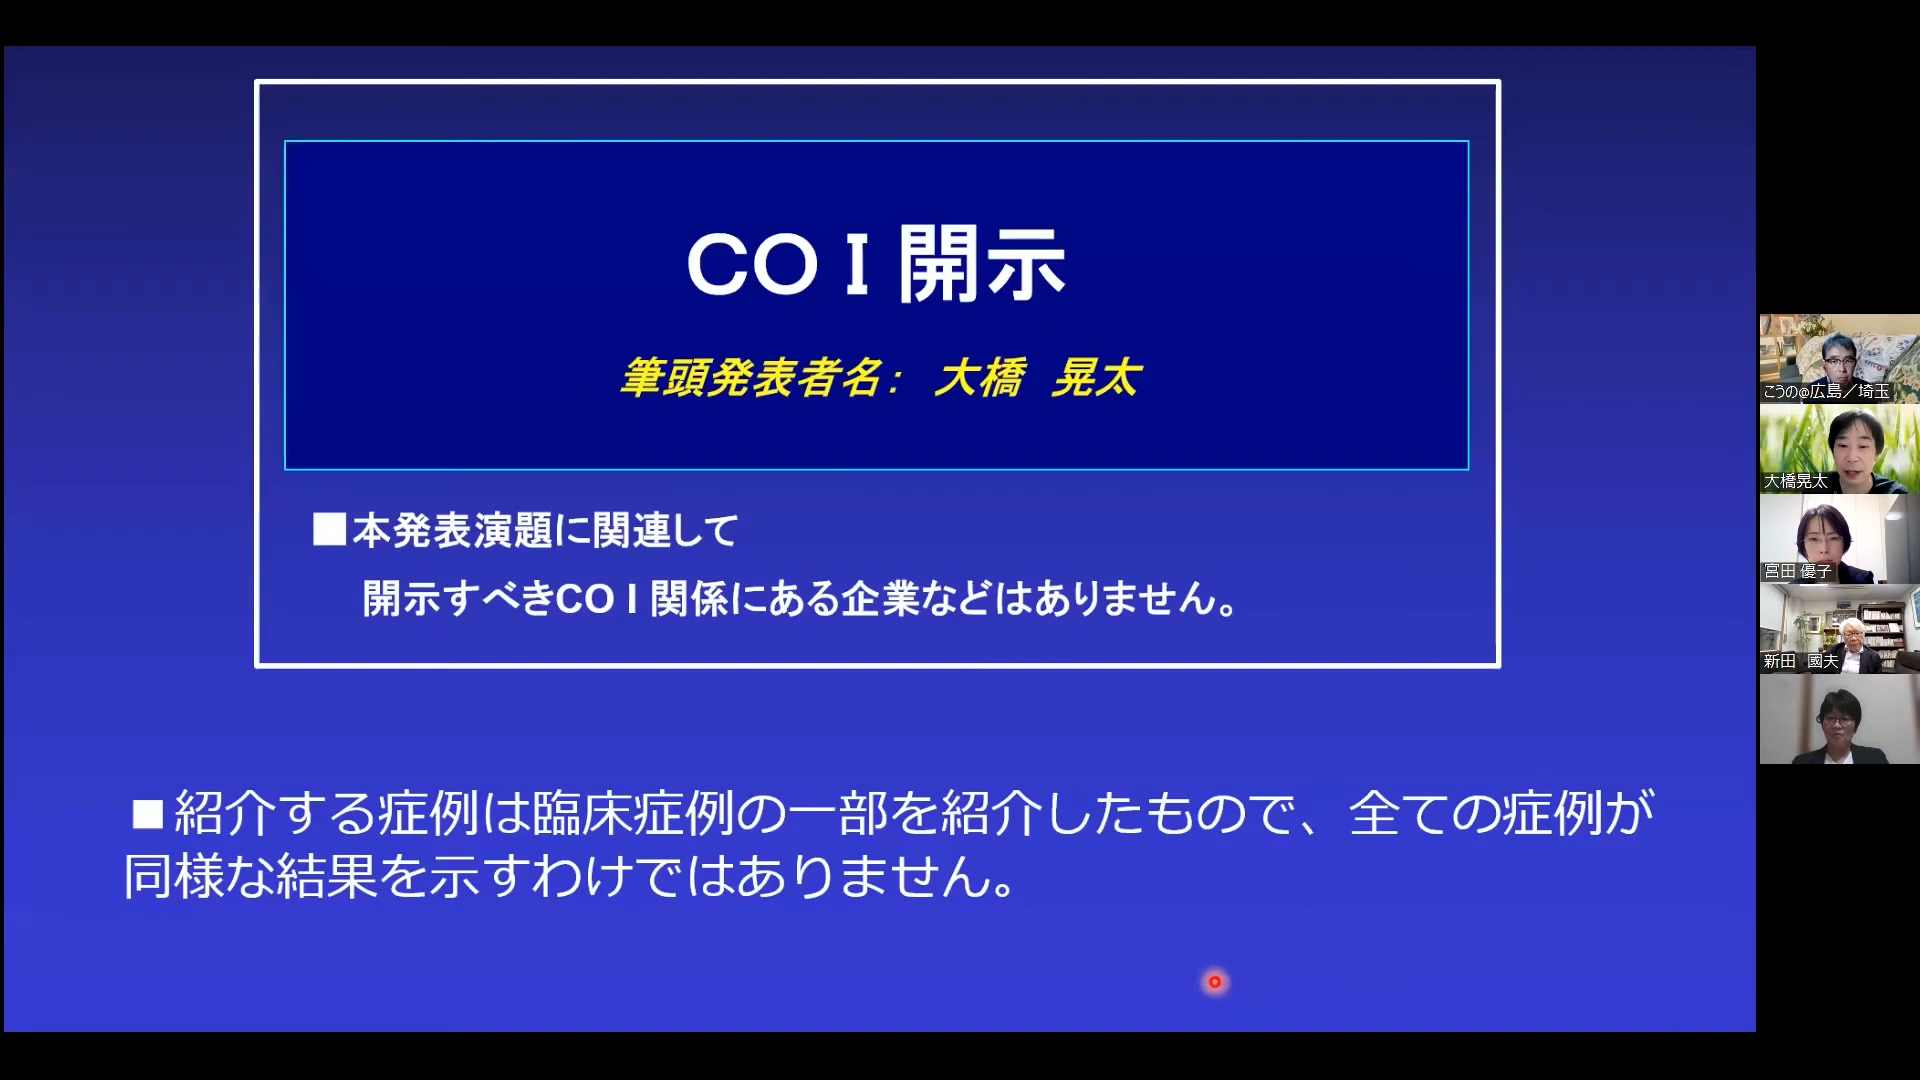 COI開示
筆頭発表者名： 大橋　晃太
■本発表演題に関連して
開示すべきCOI関係にある企業などはありません。
■紹介する症例は臨床症例の一部を紹介したもので、全ての症例が
同様な結果を示すわけではありません。
こうの@広島／埼玉
大橋晃太
宮田 優子
新田　國夫